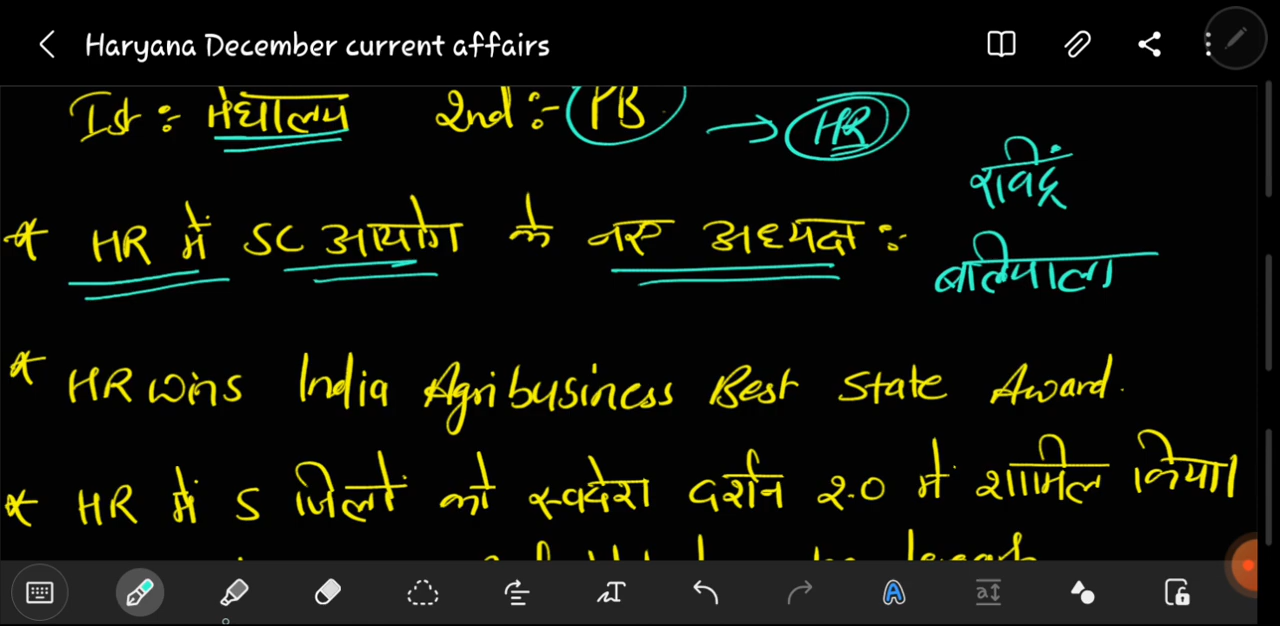 Haryana December current affairs
Ist :- मेघालय 2nd :- PB → HR
* HR में SC आयोग के नए अध्यक्ष :- रविंद्र बलियाला
* HR wins India Agribusiness Best State Award.
* HR में 5 जिलों को स्वदेश दर्शन 2.0 में शामिल किया।